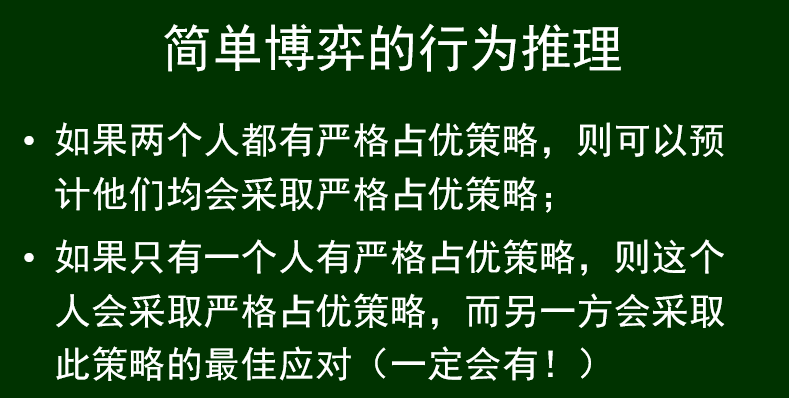 简单博弈的行为推理
• 如果两个人都有严格占优策略，则可以预
计他们均会采取严格占优策略；
• 如果只有一个人有严格占优策略，则这个
人会采取严格占优策略，而另一方会采取
此策略的最佳应对（一定会有！）